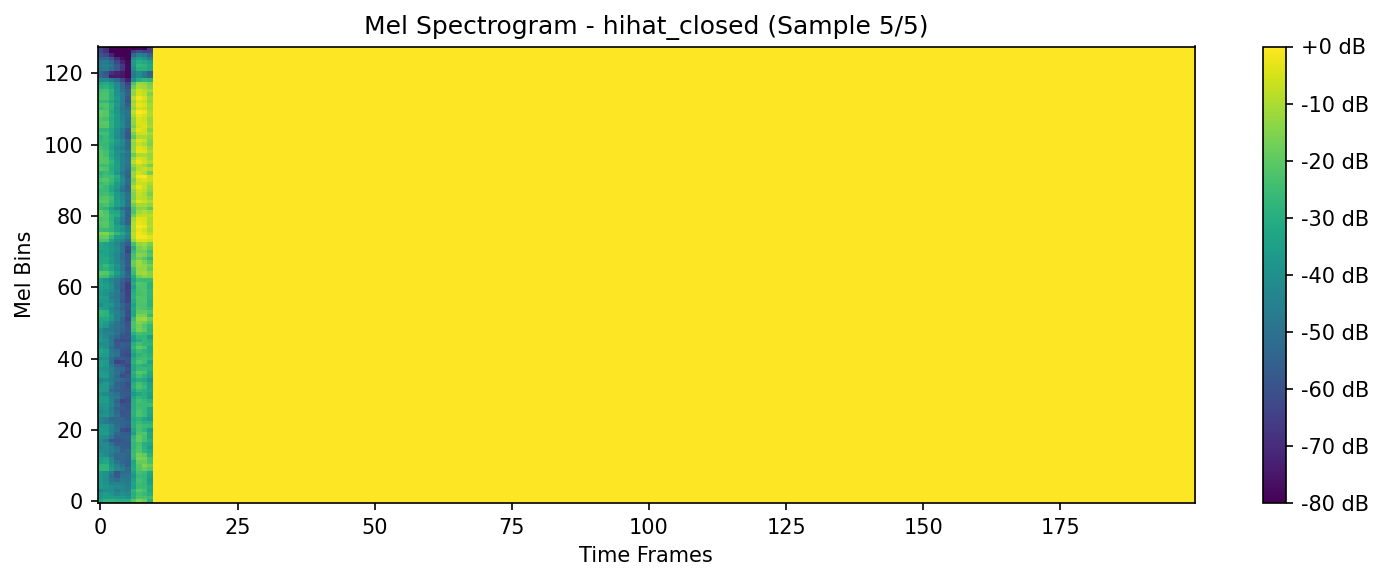 Mel Spectrogram - hihat_closed (Sample 5/5)
120
100
80
60
40
20
0
Mel Bins
0 25 50 75 100 125 150 175
Time Frames
+0 dB
-10 dB
-20 dB
-30 dB
-40 dB
-50 dB
-60 dB
-70 dB
-80 dB